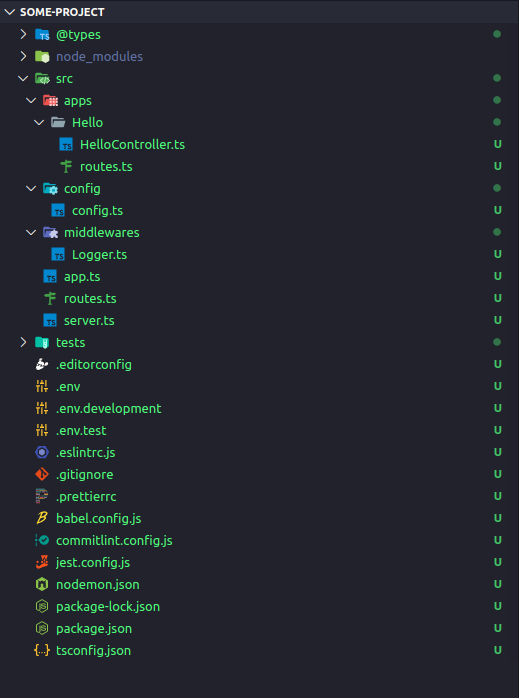 SOME-PROJECT
@types
node_modules
src
apps
Hello
HelloController.ts U
routes.ts U
config
config.ts U
middlewares
Logger.ts U
app.ts U
routes.ts U
server.ts U
tests
.editorconfig U
.env U
.env.development U
.env.test U
.eslintrc.js U
.gitignore U
.prettierrc U
babel.config.js U
commitlint.config.js U
jest.config.js U
nodemon.json U
package-lock.json U
package.json U
tsconfig.json U